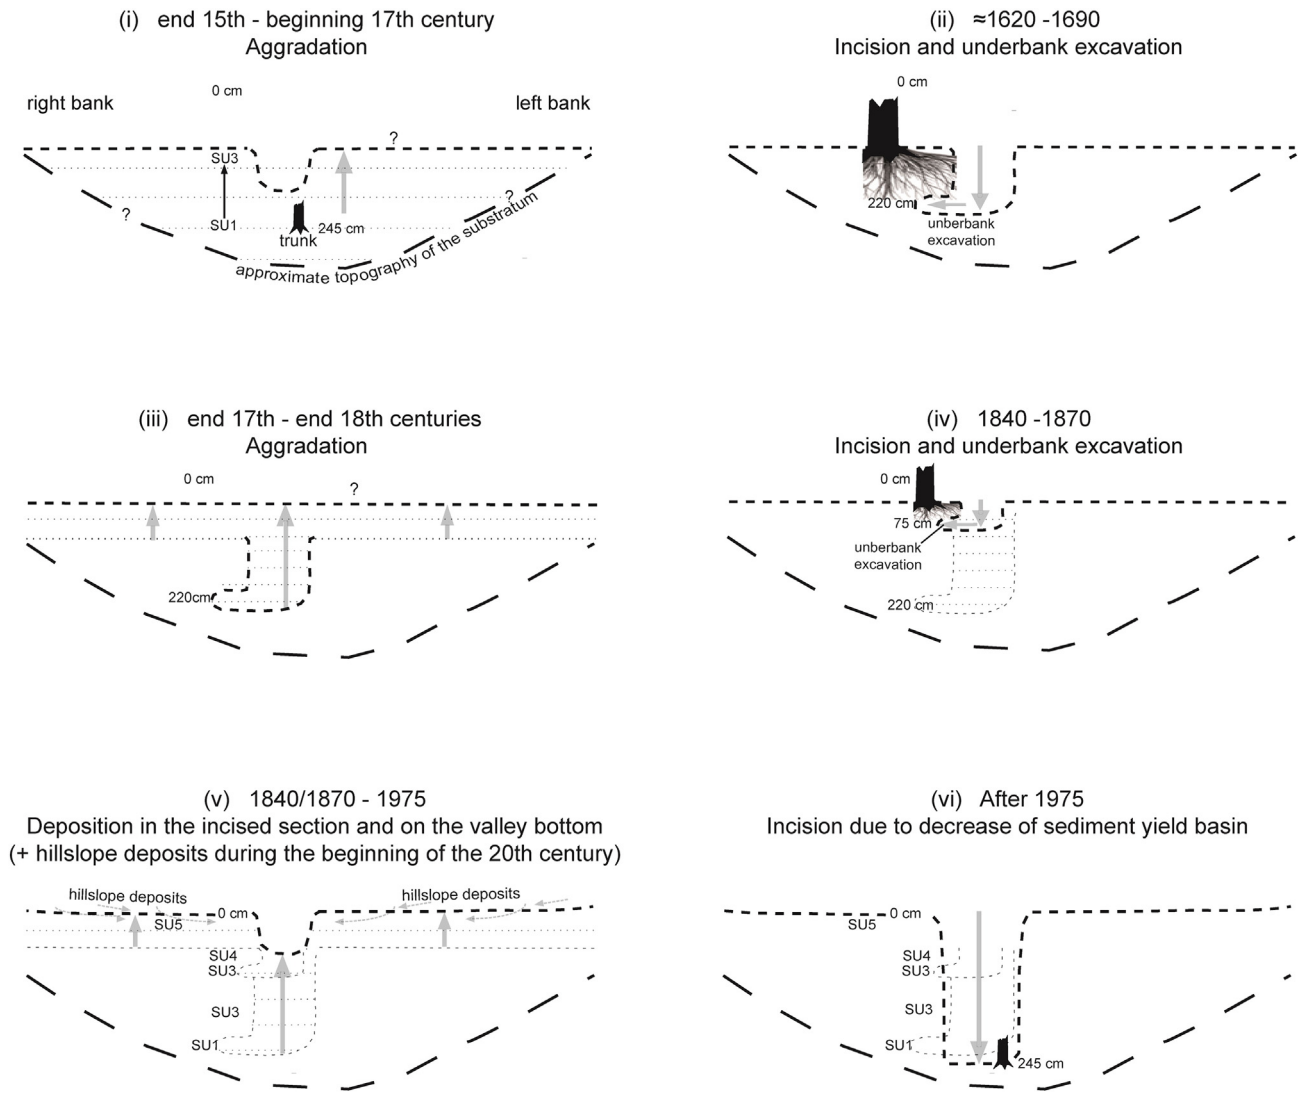 (i) end 15th - beginning 17th century
Aggradation
0 cm
right bank
left bank
?
SU3
?
?
SU1
trunk
245 cm
approximate topography of the substratum
(ii) ≈1620 -1690
Incision and underbank excavation
0 cm
220 cm
unberbank
excavation
(iii) end 17th - end 18th centuries
Aggradation
0 cm
?
220cm
(iv) 1840 -1870
Incision and underbank excavation
0 cm
75 cm
unberbank
excavation
220 cm
(v) 1840/1870 - 1975
Deposition in the incised section and on the valley bottom
(+ hillslope deposits during the beginning of the 20th century)
hillslope deposits
hillslope deposits
0 cm
SU5
SU4
SU3
SU3
SU1
(vi) After 1975
Incision due to decrease of sediment yield basin
0 cm
SU5
SU4
SU3
SU3
SU1
245 cm